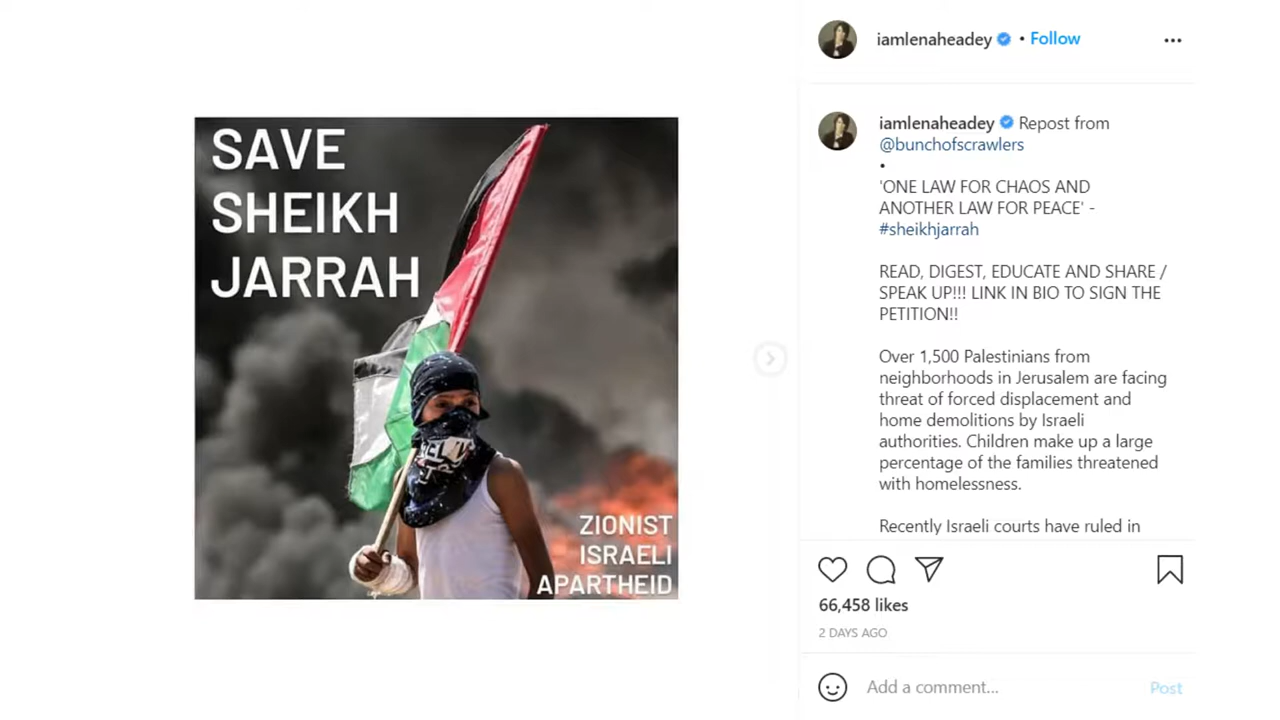 SAVE
SHEIKH
JARRAH
ZIONIST
ISRAELI
APARTHEID
iamlenaheadey • Follow
iamlenaheadey Repost from
@bunchofscrawlers
•
'ONE LAW FOR CHAOS AND
ANOTHER LAW FOR PEACE' -
#sheikhjarrah
READ, DIGEST, EDUCATE AND SHARE /
SPEAK UP!!! LINK IN BIO TO SIGN THE
PETITION!!
Over 1,500 Palestinians from
neighborhoods in Jerusalem are facing
threat of forced displacement and
home demolitions by Israeli
authorities. Children make up a large
percentage of the families threatened
with homelessness.
Recently Israeli courts have ruled in
66,458 likes
2 DAYS AGO
Add a comment... Post